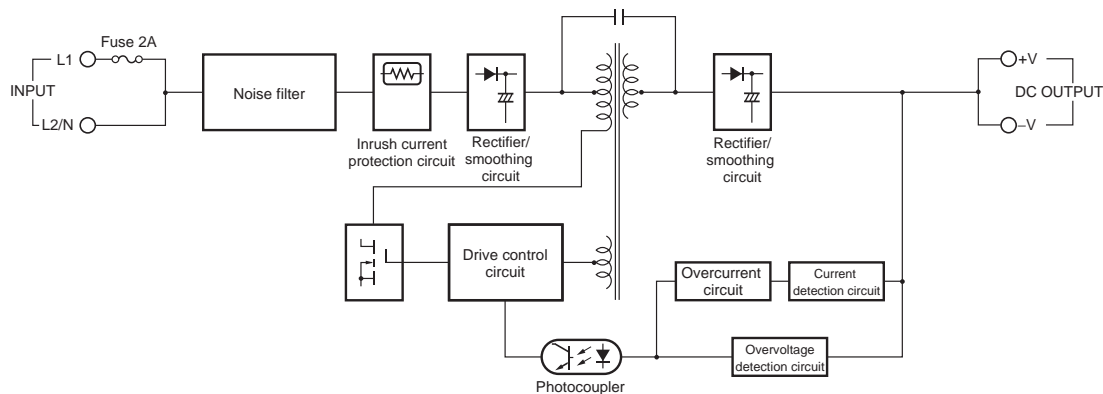 Fuse 2A
L1
INPUT
L2/N
Noise filter
Inrush current
protection circuit
Rectifier/
smoothing
circuit
Rectifier/
smoothing
circuit
+V
DC OUTPUT
–V
Drive control
circuit
Overcurrent
circuit
Current
detection circuit
Overvoltage
detection circuit
Photocoupler